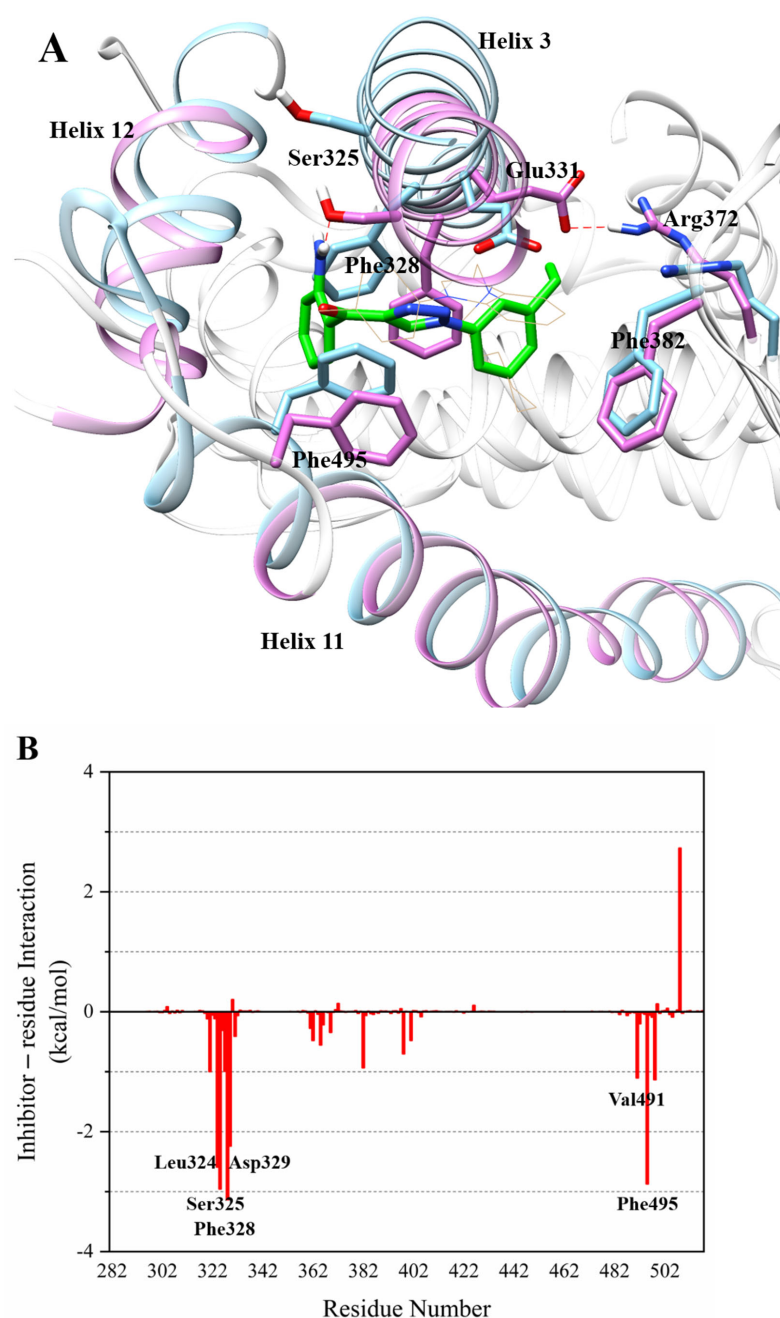 A
Helix 3
Helix 12
Ser325
Glu331
Arg372
Phe328
Phe382
Phe495
Helix 11
B
4
2
0
-2
-4
Inhibitor – residue Interaction
(kcal/mol)
Val491
Leu324
Asp329
Ser325
Phe495
Phe328
282 302 322 342 362 382 402 422 442 462 482 502
Residue Number